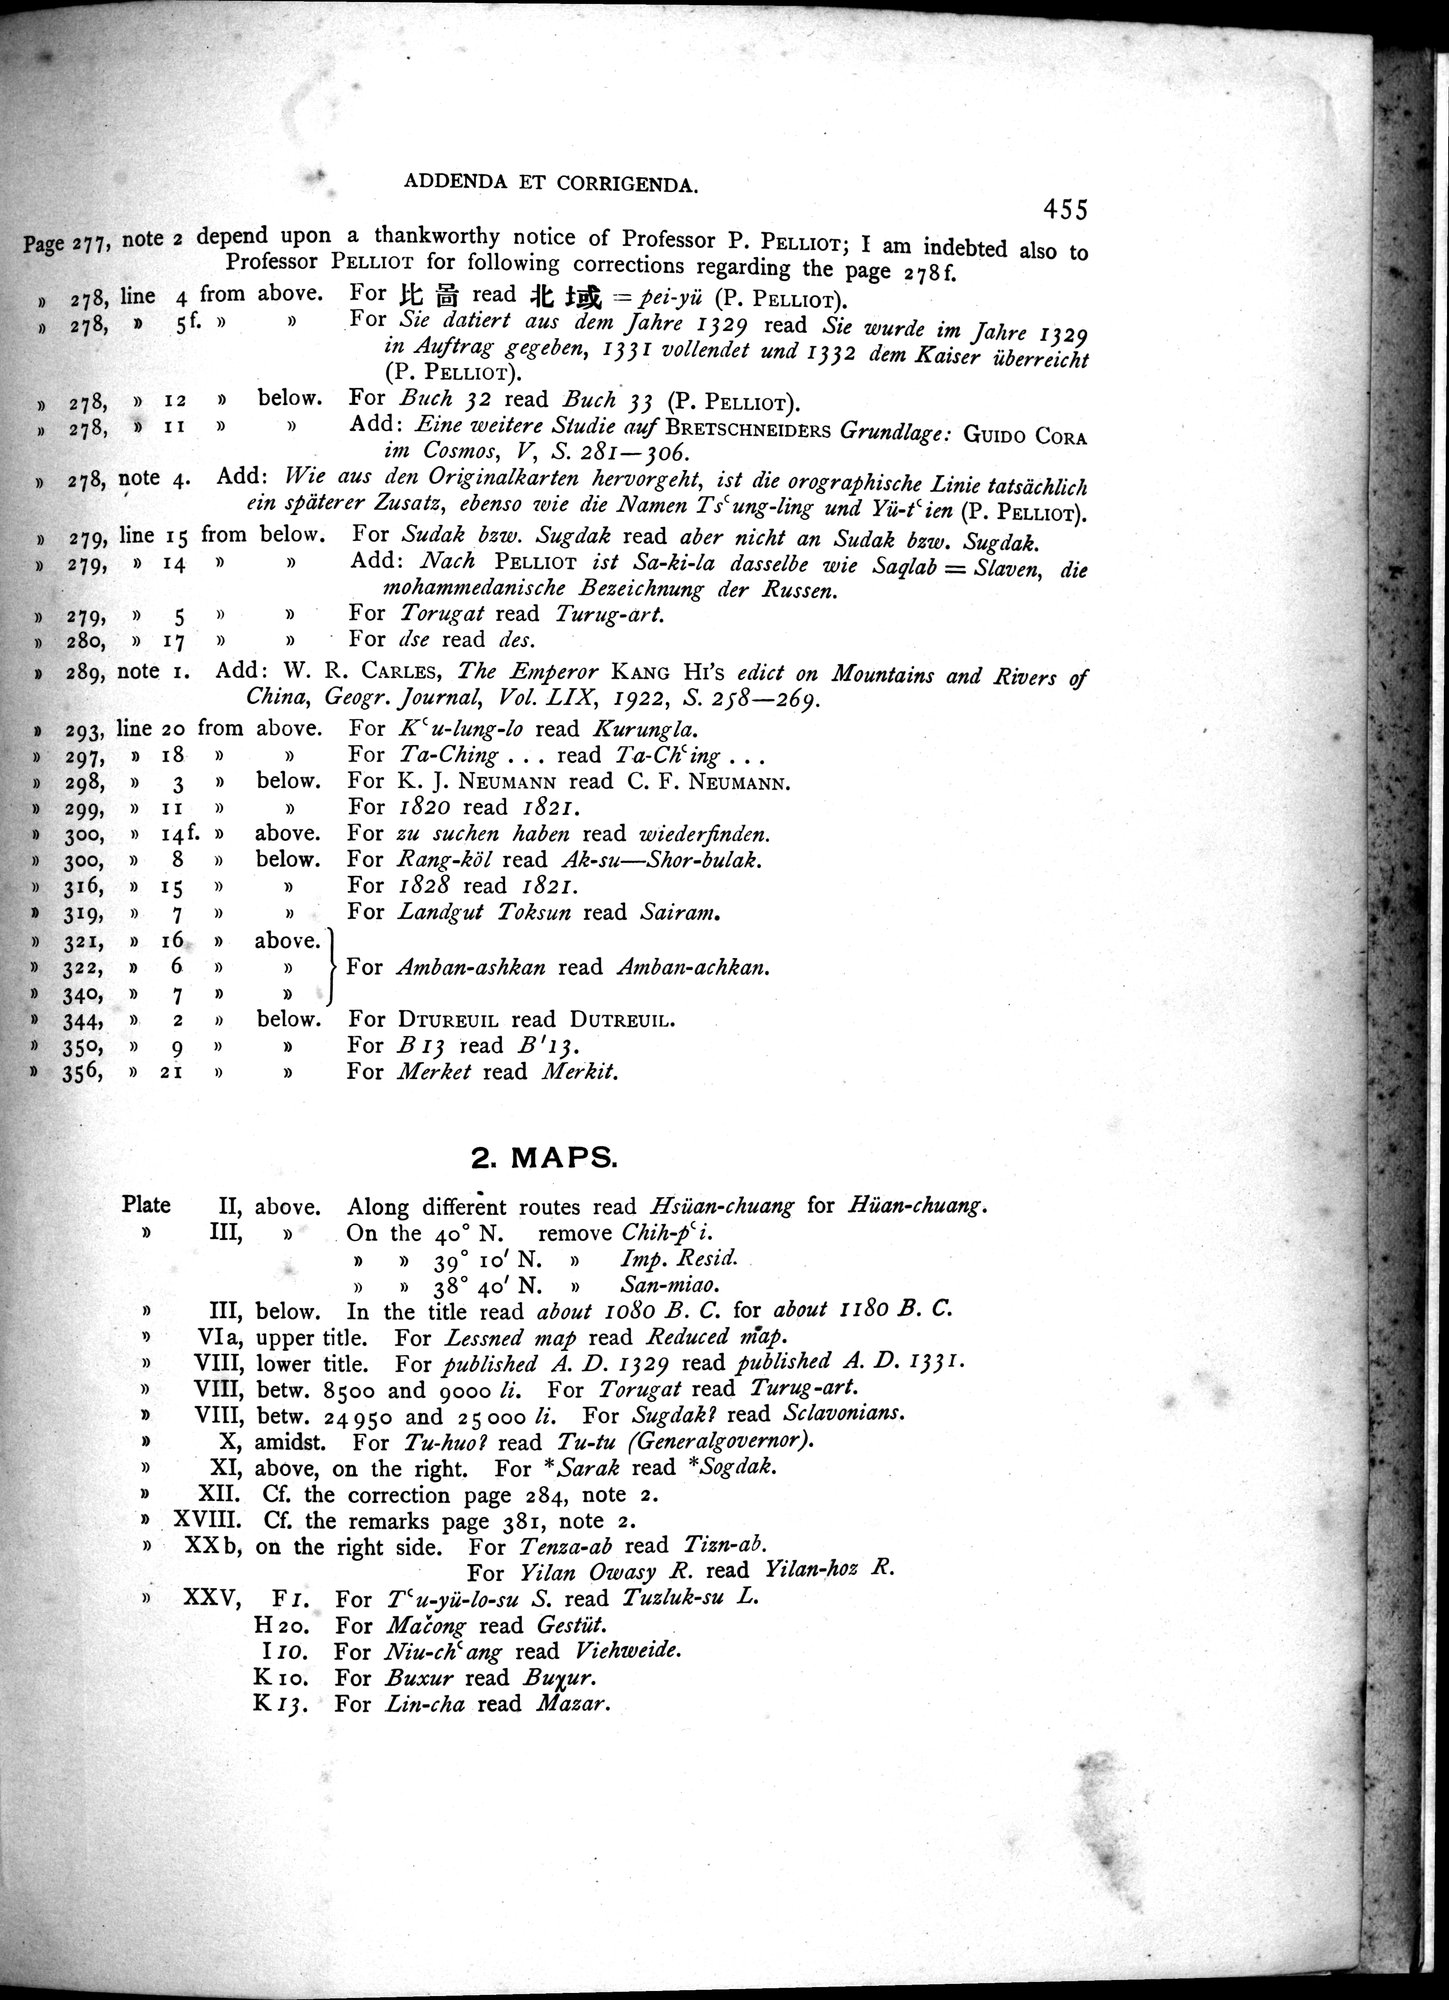 ADDENDA ET CORRIGENDA.
455
Page 277, note 2 depend upon a thankworthy notice of Professor P. PELLIOT; I am indebted also to
Professor PELLIOT for following corrections regarding the page 278 f.
» 278, line 4 from above. For 比啚 read 北域 = pei-yü (P. PELLIOT).
» 278, » 5 f. » » For Sie datiert aus dem Jahre 1329 read Sie wurde im Jahre 1329
in Auftrag gegeben, 1331 vollendet und 1332 dem Kaiser überreicht
(P. PELLIOT).
» 278, » 12 » below. For Buch 32 read Buch 33 (P. PELLIOT).
» 278, » 11 » » Add: Eine weitere Studie auf BRETSCHNEIDERS Grundlage: GUIDO CORA
im Cosmos, V, S. 281—306.
» 278, note 4. Add: Wie aus den Originalkarten hervorgeht, ist die orographische Linie tatsächlich
ein späterer Zusatz, ebenso wie die Namen Tsʿung-ling und Yü-tʿien (P. PELLIOT).
» 279, line 15 from below. For Sudak bzw. Sugdak read aber nicht an Sudak bzw. Sugdak.
» 279, » 14 » » Add: Nach PELLIOT ist Sa-ki-la dasselbe wie Saqlab = Slaven, die
mohammedanische Bezeichnung der Russen.
» 279, » 5 » » For Torugat read Turug-art.
» 280, » 17 » » For dse read des.
» 289, note 1. Add: W. R. CARLES, The Emperor KANG HI'S edict on Mountains and Rivers of
China, Geogr. Journal, Vol. LIX, 1922, S. 258—269.
» 293, line 20 from above. For Kʿu-lung-lo read Kurungla.
» 297, » 18 » » For Ta-Ching . . . read Ta-Chʿing . . .
» 298, » 3 » below. For K. J. NEUMANN read C. F. NEUMANN.
» 299, » 11 » » For 1820 read 1821.
» 300, » 14 f. » above. For zu suchen haben read wiederfinden.
» 300, » 8 » below. For Rang-köl read Ak-su—Shor-bulak.
» 316, » 15 » » For 1828 read 1821.
» 319, » 7 » » For Landgut Toksun read Sairam.
» 321, » 16 » above.
» 322, » 6 » » } For Amban-ashkan read Amban-achkan.
» 340, » 7 » »
» 344, » 2 » below. For DTUREUIL read DUTREUIL.
» 350, » 9 » » For B 13 read B'13.
» 356, » 21 » » For Merket read Merkit.
2. MAPS.
Plate II, above. Along different routes read Hsüan-chuang for Hüan-chuang.
» III, » On the 40° N. remove Chih-pʿi.
» » 39° 10' N. » Imp. Resid.
» » 38° 40' N. » San-miao.
» III, below. In the title read about 1080 B. C. for about 1180 B. C.
» VIa, upper title. For Lessned map read Reduced map.
» VIII, lower title. For published A. D. 1329 read published A. D. 1331.
» VIII, betw. 8500 and 9000 li. For Torugat read Turug-art.
» VIII, betw. 24 950 and 25 000 li. For Sugdak? read Sclavonians.
» X, amidst. For Tu-huo? read Tu-tu (Generalgovernor).
» XI, above, on the right. For *Sarak read *Sogdak.
» XII. Cf. the correction page 284, note 2.
» XVIII. Cf. the remarks page 381, note 2.
» XXb, on the right side. For Tenza-ab read Tizn-ab.
For Yilan Owasy R. read Yilan-hoz R.
» XXV, F 1. For Tʿu-yü-lo-su S. read Tuzluk-su L.
H 20. For Mačong read Gestüt.
I 10. For Niu-chʿang read Viehweide.
K 10. For Buxur read Buχur.
K 13. For Lin-cha read Mazar.